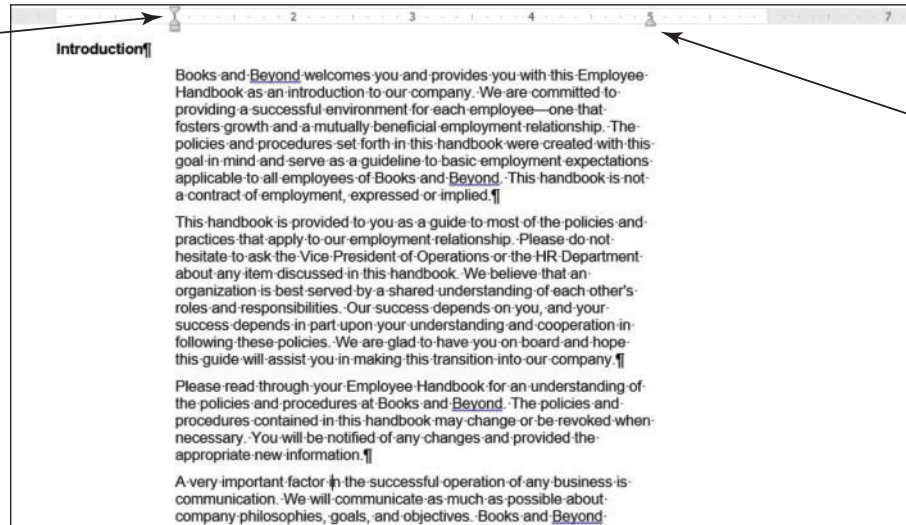 2 3 4 5 7
Introduction¶
Books and Beyond welcomes you and provides you with this Employee
Handbook as an introduction to our company. We are committed to
providing a successful environment for each employee—one that
fosters growth and a mutually beneficial employment relationship. The
policies and procedures set forth in this handbook were created with this
goal in mind and serve as a guideline to basic employment expectations
applicable to all employees of Books and Beyond. This handbook is not
a contract of employment, expressed or implied.¶
This handbook is provided to you as a guide to most of the policies and
practices that apply to our employment relationship. Please do not
hesitate to ask the Vice President of Operations or the HR Department
about any item discussed in this handbook. We believe that an
organization is best served by a shared understanding of each other's
roles and responsibilities. Our success depends on you, and your
success depends in part upon your understanding and cooperation in
following these policies. We are glad to have you on board and hope
this guide will assist you in making this transition into our company.¶
Please read through your Employee Handbook for an understanding of
the policies and procedures at Books and Beyond. The policies and
procedures contained in this handbook may change or be revoked when
necessary. You will be notified of any changes and provided the
appropriate new information.¶
A very important factor in the successful operation of any business is
communication. We will communicate as much as possible about
company philosophies, goals, and objectives. Books and Beyond